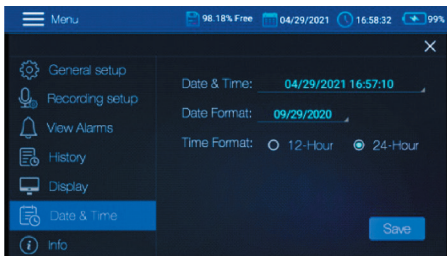 Menu 98.18% Free 04/29/2021 16:58:32 99%
General setup
Date & Time: 04/29/2021 16:57:10
Recording setup
Date Format: 09/29/2020
View Alarms
Time Format: 12-Hour 24-Hour
History
Display
Date & Time
Save
Info